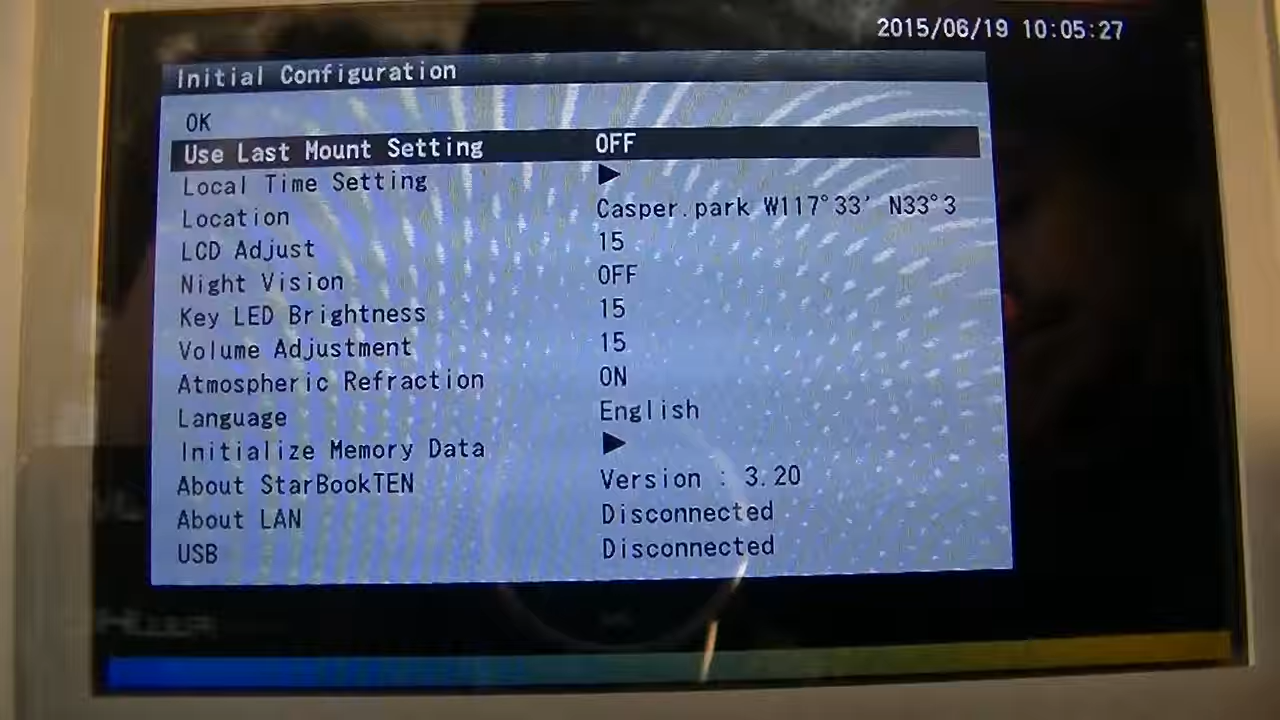 2015/06/19 10:05:27
Initial Configuration
OK
Use Last Mount Setting OFF
Local Time Setting ▶
Location Casper.park W117°33' N33°3
LCD Adjust 15
Night Vision OFF
Key LED Brightness 15
Volume Adjustment 15
Atmospheric Refraction ON
Language English
Initialize Memory Data ▶
About StarBookTEN Version : 3.20
About LAN Disconnected
USB Disconnected